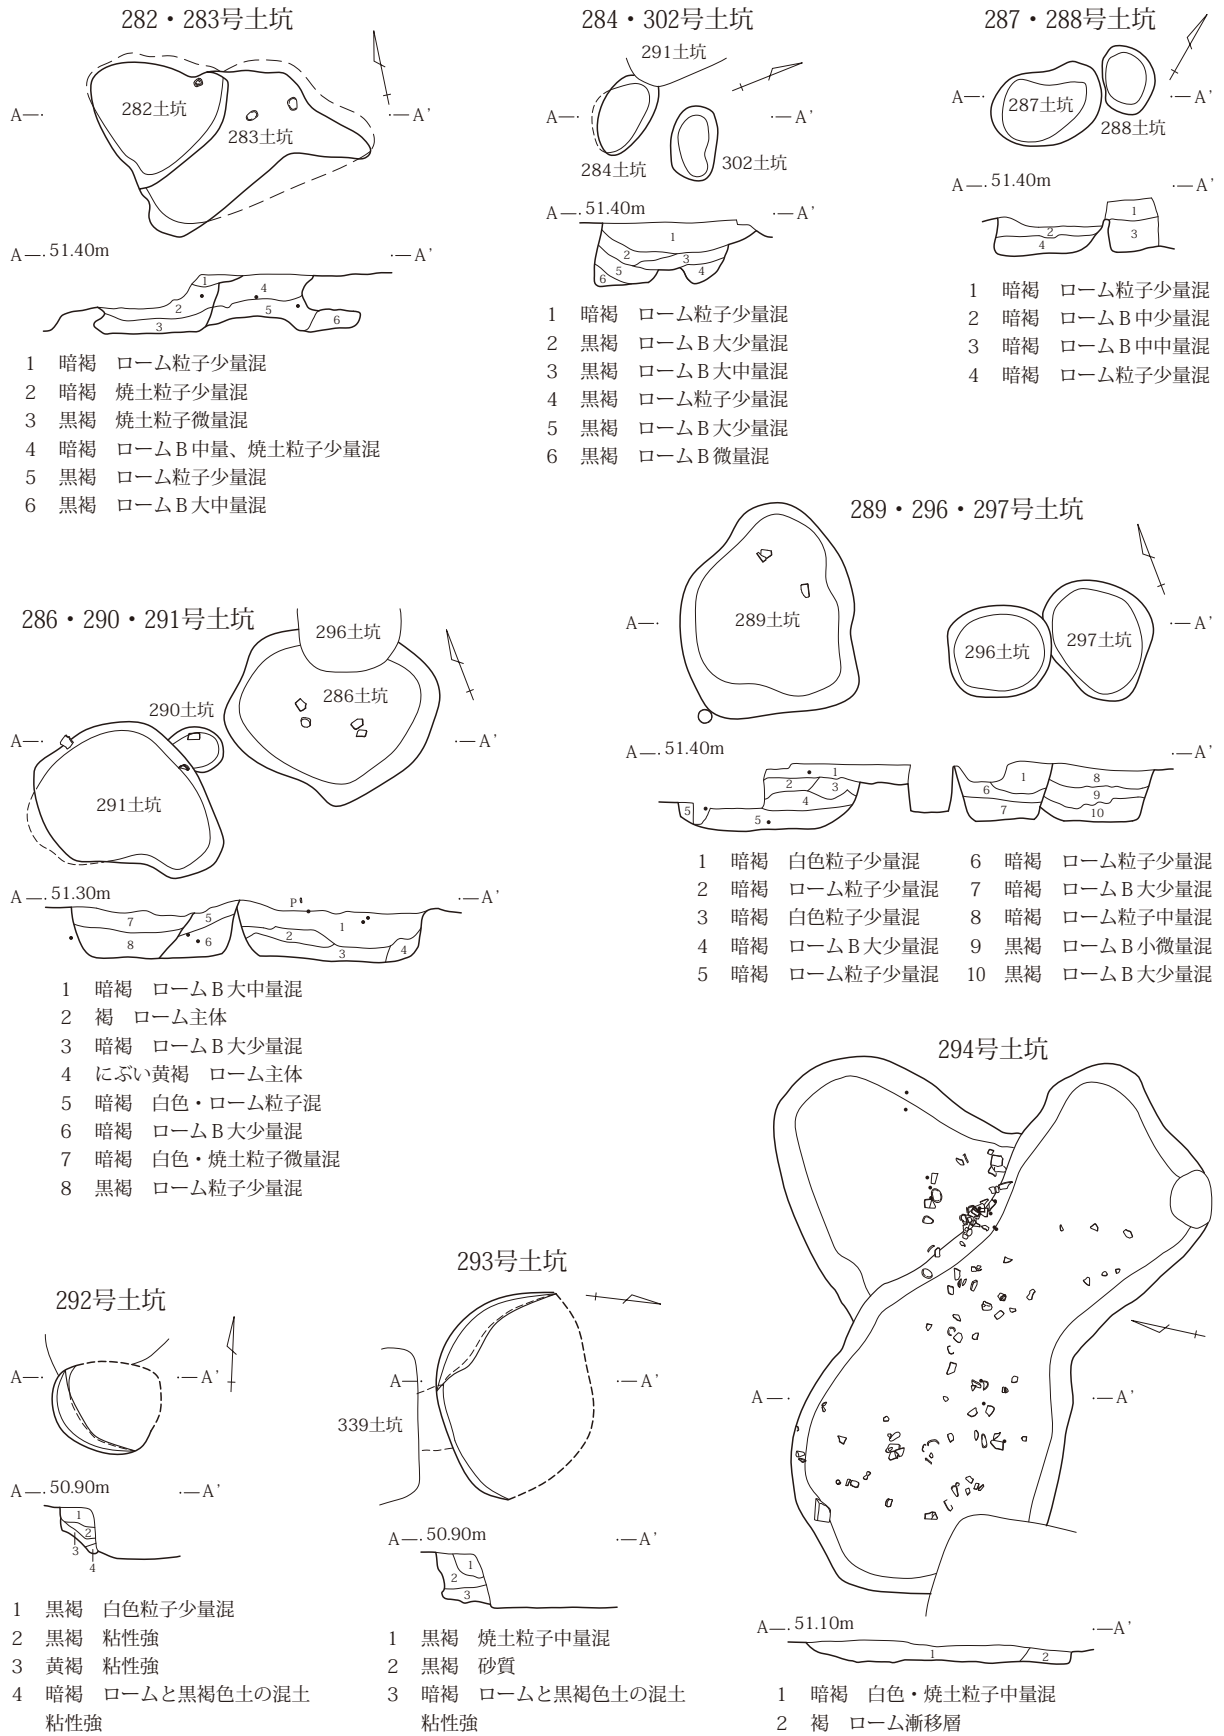 282・283号土坑
282土坑
283土坑
A—· ·—A'
A—· 51.40m ·—A'
1
2
3
4
5
6
1 暗褐 ローム粒子少量混
2 暗褐 焼土粒子少量混
3 黒褐 焼土粒子微量混
4 暗褐 ロームB中量、焼土粒子少量混
5 黒褐 ローム粒子少量混
6 黒褐 ロームB大中量混
284・302号土坑
291土坑
A—· ·—A'
284土坑
302土坑
A—· 51.40m ·—A'
1
2
3
5
4
6
1 暗褐 ローム粒子少量混
2 黒褐 ロームB大少量混
3 黒褐 ロームB大中量混
4 黒褐 ローム粒子少量混
5 黒褐 ロームB大少量混
6 黒褐 ロームB微量混
287・288号土坑
A—· ·—A'
287土坑
288土坑
A—· 51.40m ·—A'
1
2
3
4
1 暗褐 ローム粒子少量混
2 暗褐 ロームB中少量混
3 暗褐 ロームB中中量混
4 暗褐 ローム粒子少量混
289・296・297号土坑
289土坑
A—· ·—A'
296土坑
297土坑
A—· 51.40m ·—A'
1
2
3
4
5
5
1
6
7
8
9
10
1 暗褐 白色粒子少量混
2 暗褐 ローム粒子少量混
3 暗褐 白色粒子少量混
4 暗褐 ロームB大少量混
5 暗褐 ローム粒子少量混
6 暗褐 ローム粒子少量混
7 暗褐 ロームB大少量混
8 暗褐 ローム粒子中量混
9 黒褐 ロームB小微量混
10 黒褐 ロームB大少量混
286・290・291号土坑
296土坑
286土坑
290土坑
A—· ·—A'
291土坑
A—· 51.30m ·—A'
P
7
5
8
6
1
2
3
4
1 暗褐 ロームB大中量混
2 褐 ローム主体
3 暗褐 ロームB大少量混
4 にぶい黄褐 ローム主体
5 暗褐 白色・ローム粒子混
6 暗褐 ロームB大少量混
7 暗褐 白色・焼土粒子微量混
8 黒褐 ローム粒子少量混
292号土坑
A—· ·—A'
A—· 50.90m ·—A'
1
2
3
4
1 黒褐 白色粒子少量混
2 黒褐 粘性強
3 黄褐 粘性強
4 暗褐 ロームと黒褐色土の混土
粘性強
293号土坑
A—· ·—A'
339土坑
A—· 50.90m ·—A'
1
2
3
1 黒褐 焼土粒子中量混
2 黒褐 砂質
3 暗褐 ロームと黒褐色土の混土
粘性強
294号土坑
A—· ·—A'
A—· 51.10m ·—A'
1
2
1 暗褐 白色・焼土粒子中量混
2 褐 ローム漸移層